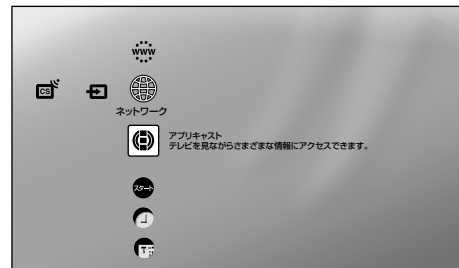 www
CS
ネットワーク
アプリキャスト
テレビを見ながらさまざまな情報にアクセスできます。
スタート